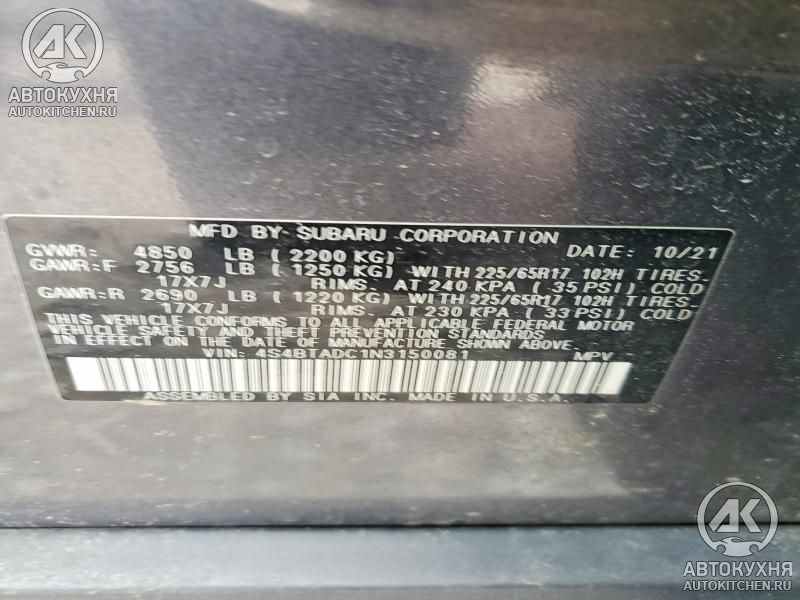 AK
АВТОКУХНЯ
AUTOKITCHEN.RU
MFD BY SUBARU CORPORATION
GVWR: 4850 LB ( 2200 KG) DATE: 10/21
GAWR:F 2756 LB ( 1250 KG) WITH 225/65R17 102H TIRES.
17X7J RIMS. AT 240 KPA ( 35 PSI) COLD
GAWR:R 2690 LB ( 1220 KG) WITH 225/65R17 102H TIRES.
17X7J RIMS. AT 230 KPA ( 33 PSI) COLD
THIS VEHICLE CONFORMS TO ALL APPLICABLE FEDERAL MOTOR
VEHICLE SAFETY AND THEFT PREVENTION STANDARDS
IN EFFECT ON THE DATE OF MANUFACTURE SHOWN ABOVE.
VIN: 4S4BTADC1N3150081 MPV
ASSEMBLED BY SIA INC. MADE IN U.S.A.
AK
АВТОКУХНЯ
AUTOKITCHEN.RU